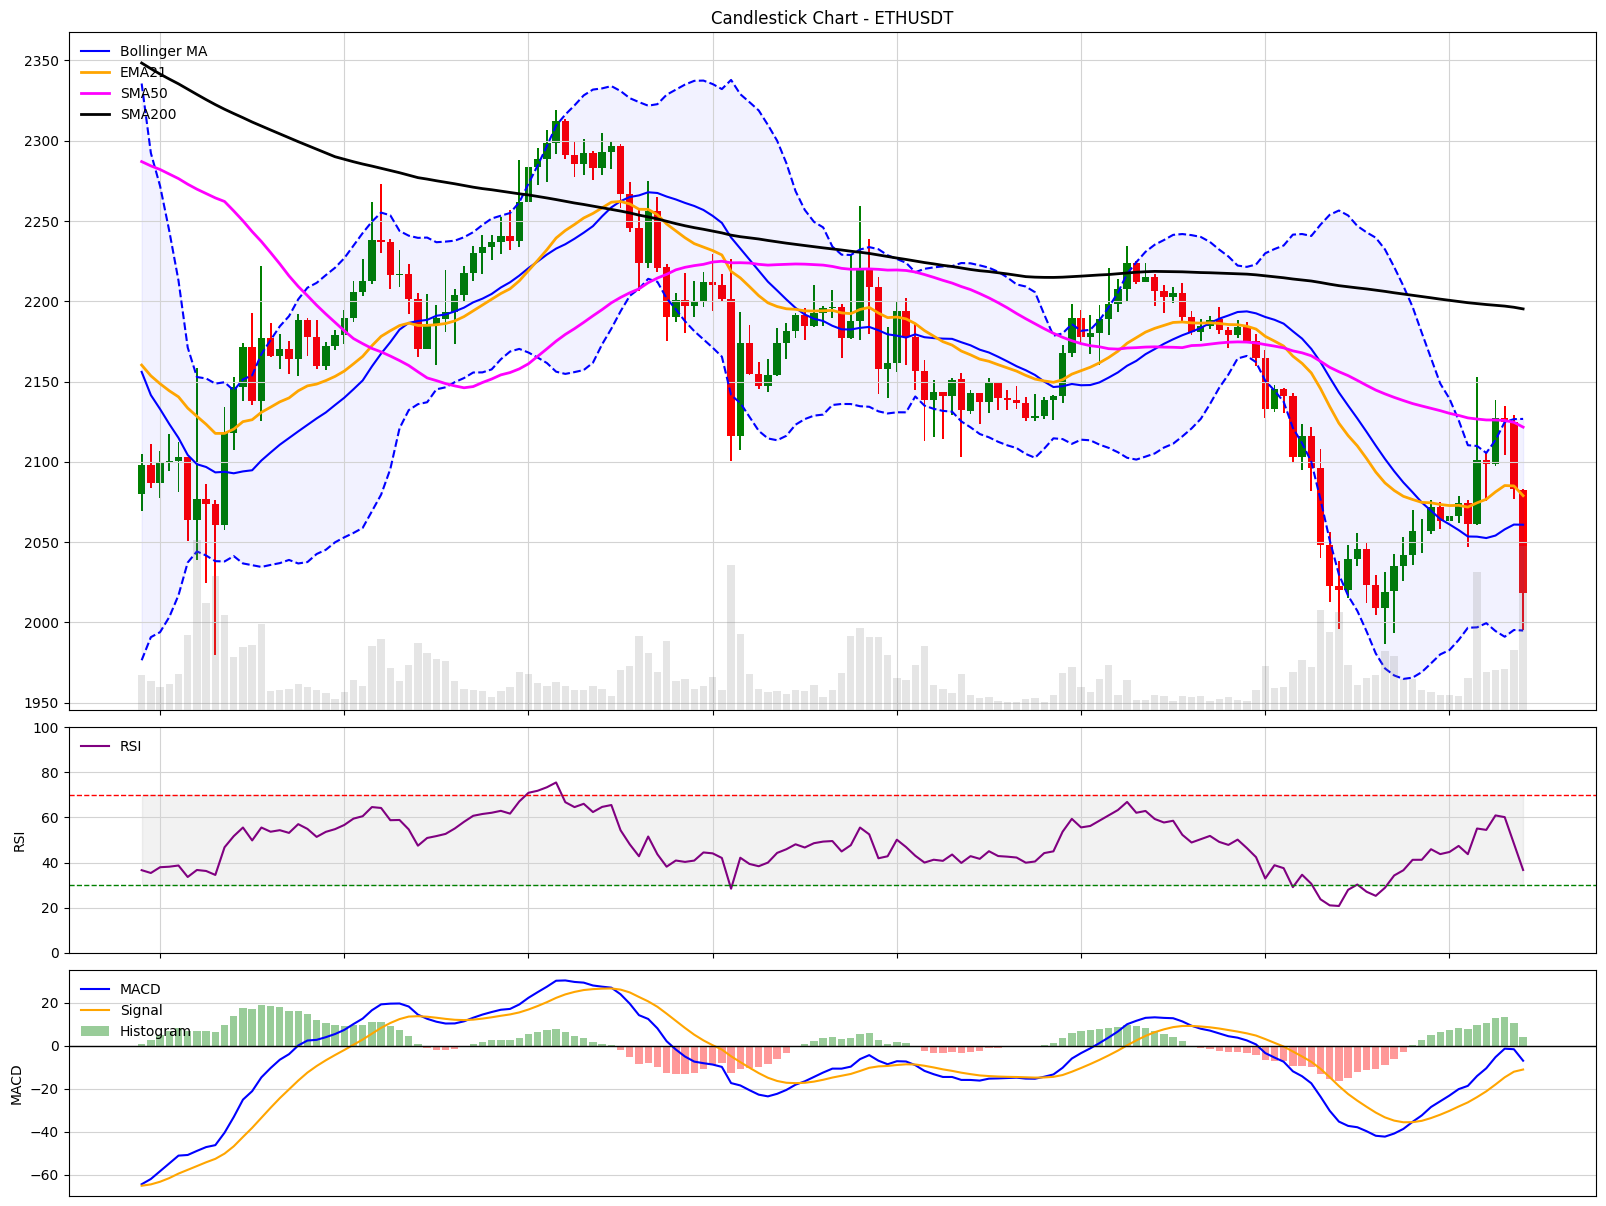 Candlestick Chart - ETHUSDT
Bollinger MA
EMA21
SMA50
SMA200
2350
2300
2250
2200
2150
2100
2050
2000
1950
RSI
100
80
60
40
20
0
RSI
MACD
Signal
Histogram
20
0
−20
−40
−60
MACD